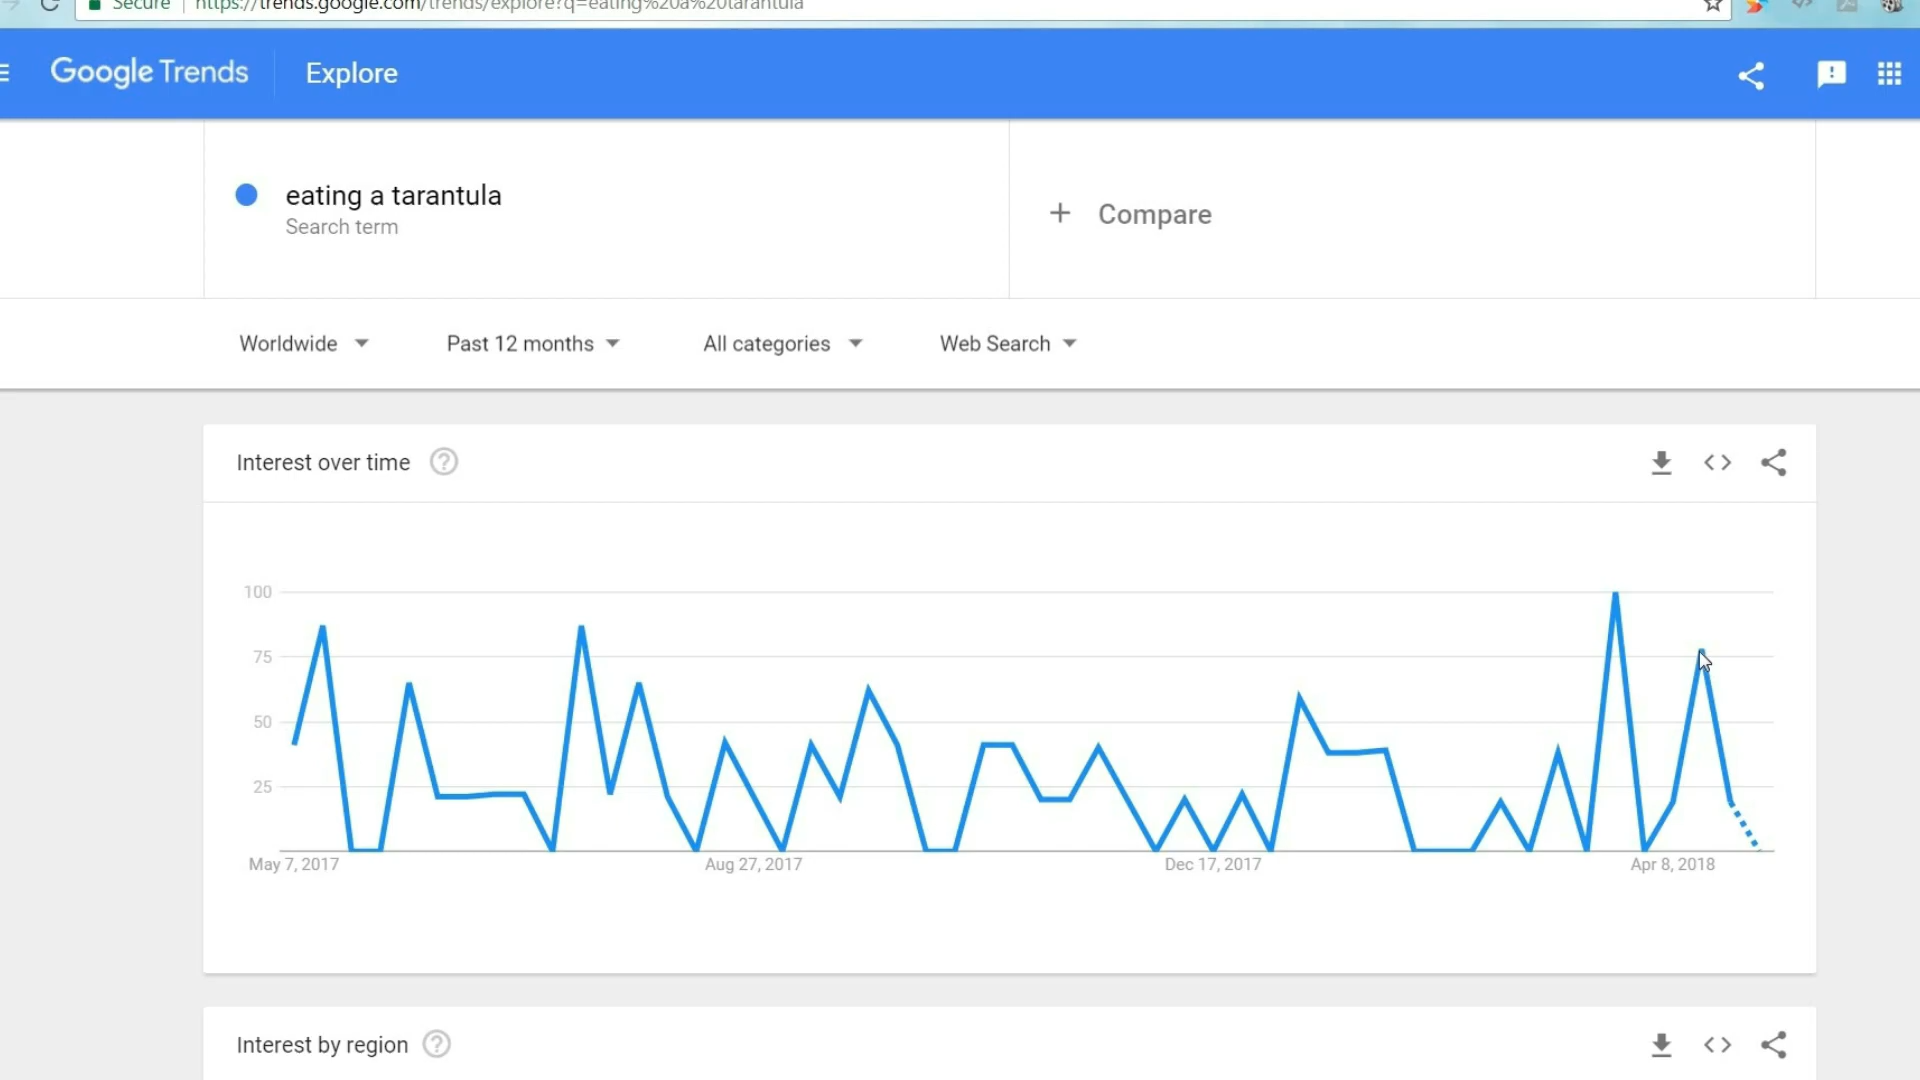 Secure https://trends.google.com/trends/explore?q=eating%20a%20tarantula
Google Trends Explore
eating a tarantula
Search term
+ Compare
Worldwide Past 12 months All categories Web Search
Interest over time ?
100
75
50
25
May 7, 2017 Aug 27, 2017 Dec 17, 2017 Apr 8, 2018
Interest by region ?